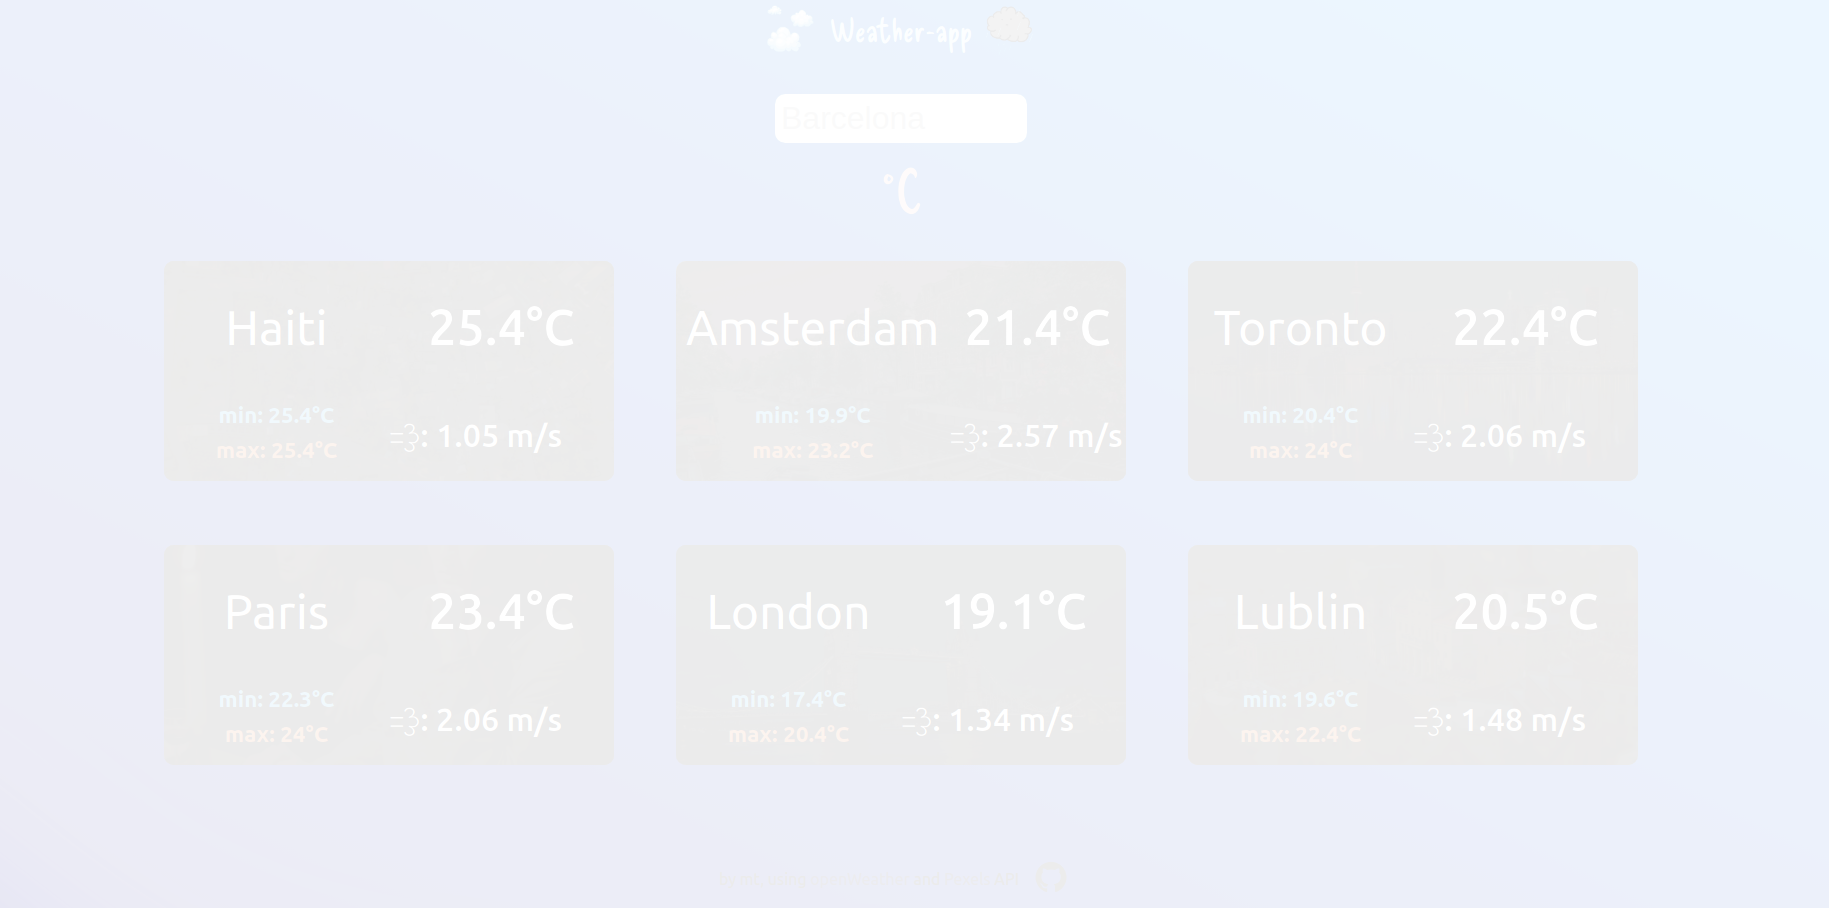 Weather-app
Barcelona
°C
Haiti 25.4°C
min: 25.4°C
max: 25.4°C
: 1.05 m/s
Amsterdam 21.4°C
min: 19.9°C
max: 23.2°C
: 2.57 m/s
Toronto 22.4°C
min: 20.4°C
max: 24°C
: 2.06 m/s
Paris 23.4°C
min: 22.3°C
max: 24°C
: 2.06 m/s
London 19.1°C
min: 17.4°C
max: 20.4°C
: 1.34 m/s
Lublin 20.5°C
min: 19.6°C
max: 22.4°C
: 1.48 m/s
and API